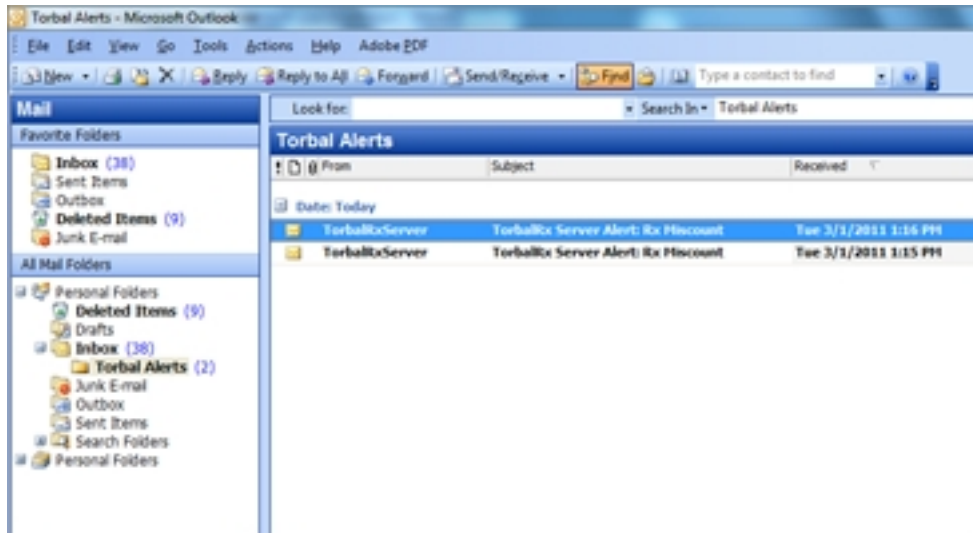 Torbal Alerts - Microsoft Outlook
File Edit View Go Tools Actions Help Adobe PDF
New Reply Reply to All Forward Send/Receive Find Type a contact to find
Mail
Look for: Search In Torbal Alerts
Favorite Folders
Inbox (38)
Sent Items
Outbox
Deleted Items (9)
Junk E-mail
All Mail Folders
Personal Folders
Deleted Items (9)
Drafts
Inbox (38)
Torbal Alerts (2)
Junk E-mail
Outbox
Sent Items
Search Folders
Personal Folders
Torbal Alerts
! From Subject Received
Date: Today
TorbalRxServer TorbalRx Server Alert: Rx Miscount Tue 3/1/2011 1:16 PM
TorbalRxServer TorbalRx Server Alert: Rx Miscount Tue 3/1/2011 1:15 PM